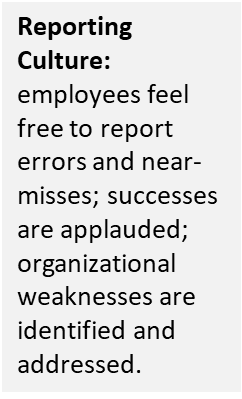 Reporting
Culture:
employees feel
free to report
errors and near-
misses; successes
are applauded;
organizational
weaknesses are
identified and
addressed.